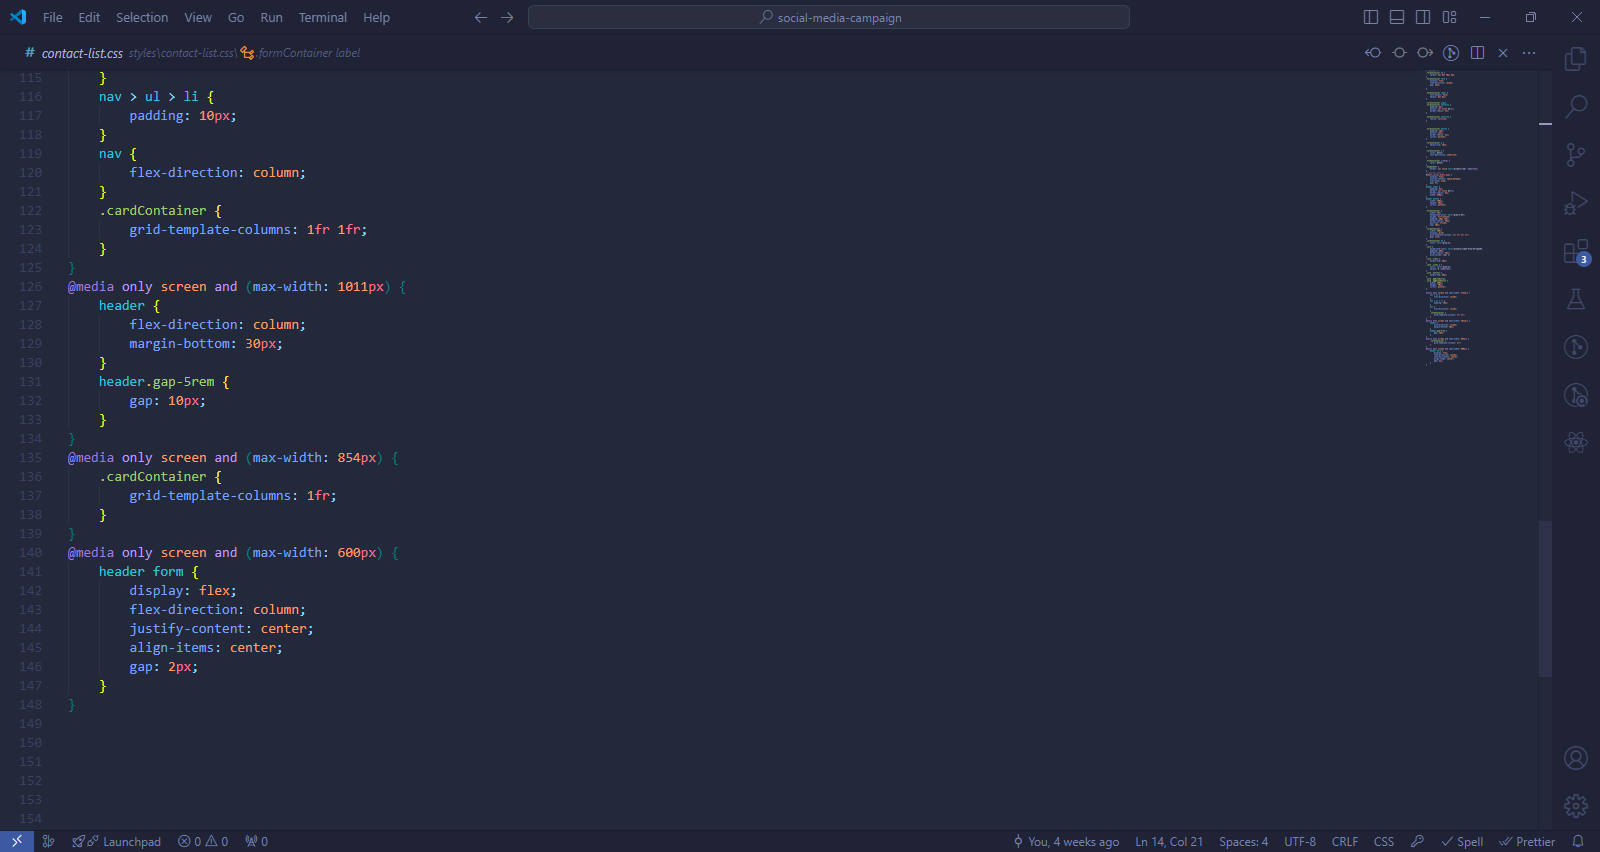 File Edit Selection View Go Run Terminal Help social-media-campaign
# contact-list.css styles\contact-list.css\ .formContainer label
115 }
116 nav > ul > li {
117 padding: 10px;
118 }
119 nav {
120 flex-direction: column;
121 }
122 .cardContainer {
123 grid-template-columns: 1fr 1fr;
124 }
125 }
126 @media only screen and (max-width: 1011px) {
127 header {
128 flex-direction: column;
129 margin-bottom: 30px;
130 }
131 header.gap-5rem {
132 gap: 10px;
133 }
134 }
135 @media only screen and (max-width: 854px) {
136 .cardContainer {
137 grid-template-columns: 1fr;
138 }
139 }
140 @media only screen and (max-width: 600px) {
141 header form {
142 display: flex;
143 flex-direction: column;
144 justify-content: center;
145 align-items: center;
146 gap: 2px;
147 }
148 }
149
150
151
152
153
154
3
Launchpad 0 0 0 You, 4 weeks ago Ln 14, Col 21 Spaces: 4 UTF-8 CRLF CSS Spell Prettier